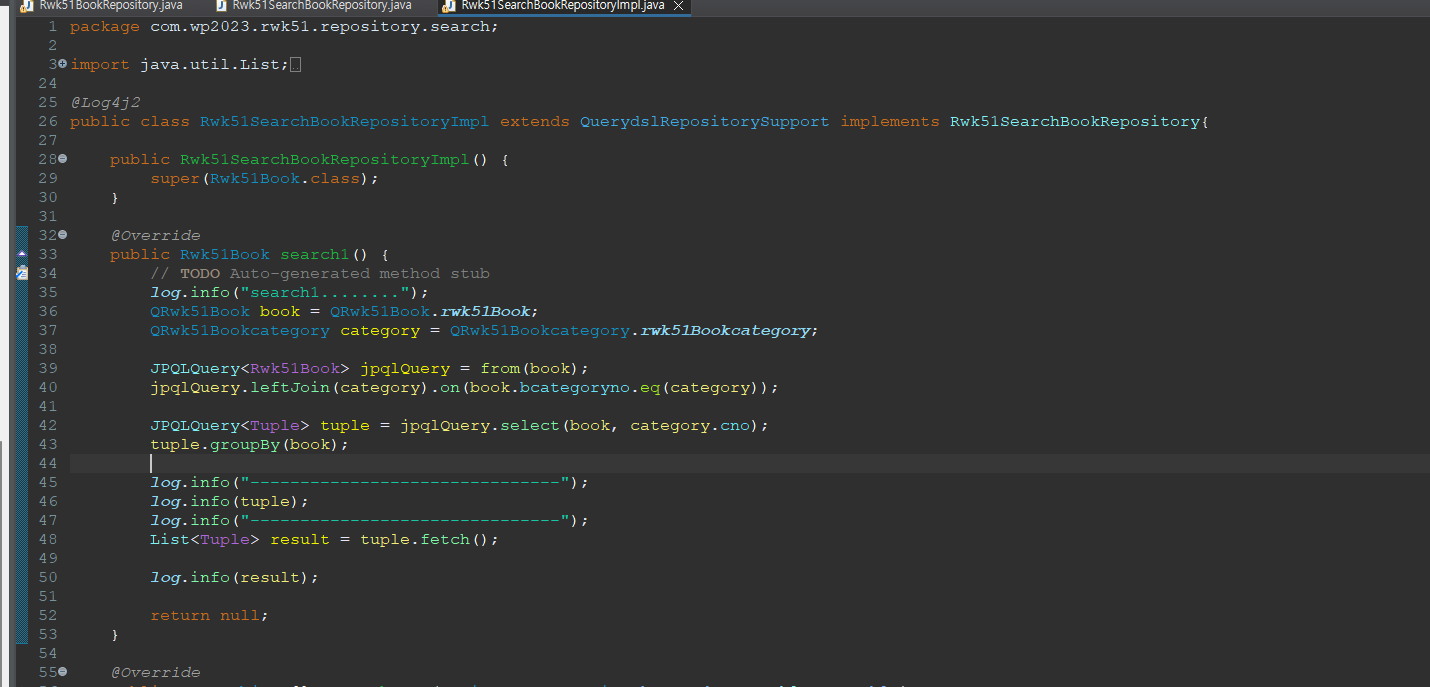 Rwk51BookRepository.java Rwk51SearchBookRepository.java Rwk51SearchBookRepositoryImpl.java
1 package com.wp2023.rwk51.repository.search;
2
3 import java.util.List;
24
25 @Log4j2
26 public class Rwk51SearchBookRepositoryImpl extends QuerydslRepositorySupport implements Rwk51SearchBookRepository{
27
28 public Rwk51SearchBookRepositoryImpl() {
29 super(Rwk51Book.class);
30 }
31
32 @Override
33 public Rwk51Book search1() {
34 // TODO Auto-generated method stub
35 log.info("search1........");
36 QRwk51Book book = QRwk51Book.rwk51Book;
37 QRwk51Bookcategory category = QRwk51Bookcategory.rwk51Bookcategory;
38
39 JPQLQuery<Rwk51Book> jpqlQuery = from(book);
40 jpqlQuery.leftJoin(category).on(book.bcategoryno.eq(category));
41
42 JPQLQuery<Tuple> tuple = jpqlQuery.select(book, category.cno);
43 tuple.groupBy(book);
44
45 log.info("-------------------------------");
46 log.info(tuple);
47 log.info("-------------------------------");
48 List<Tuple> result = tuple.fetch();
49
50 log.info(result);
51
52 return null;
53 }
54
55 @Override